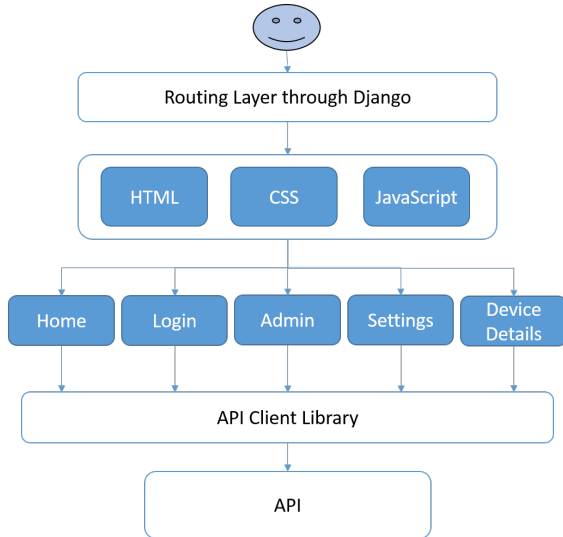 Routing Layer through Django
HTML
CSS
JavaScript
Home
Login
Admin
Settings
Device
Details
API Client Library
API